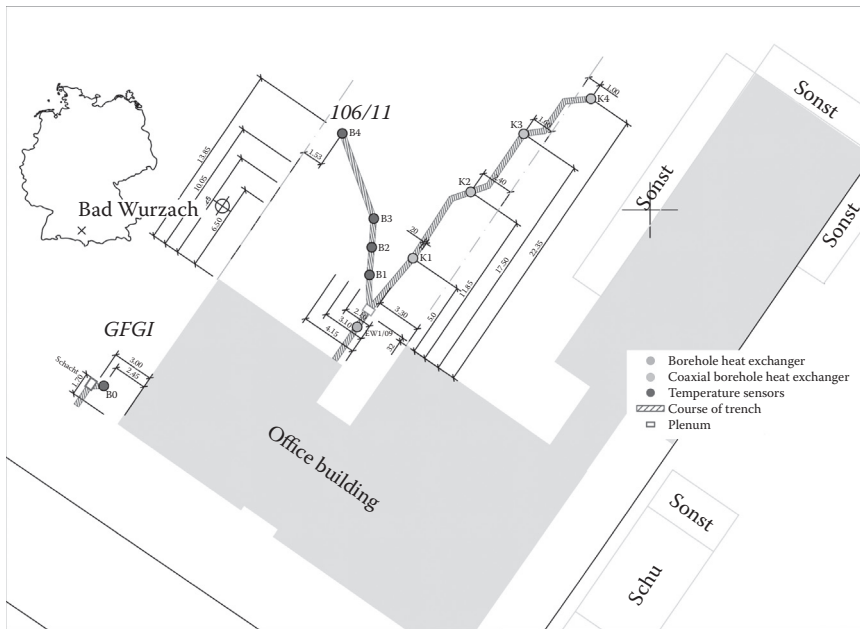 106/11
GFGI
Bad Wurzach
Office building
Sonst
Sonst
Sonst
Sonst
Schu
B4
B3
B2
B1
B0
K4
K3
K2
K1
EW1/09
Schacht
13.85
10.05
6.50
1.53
1.00
20
3.30
5.0
11.85
17.50
22.35
32
3.10
4.15
3.00
2.45
1.70
Borehole heat exchanger
Coaxial borehole heat exchanger
Temperature sensors
Course of trench
Plenum